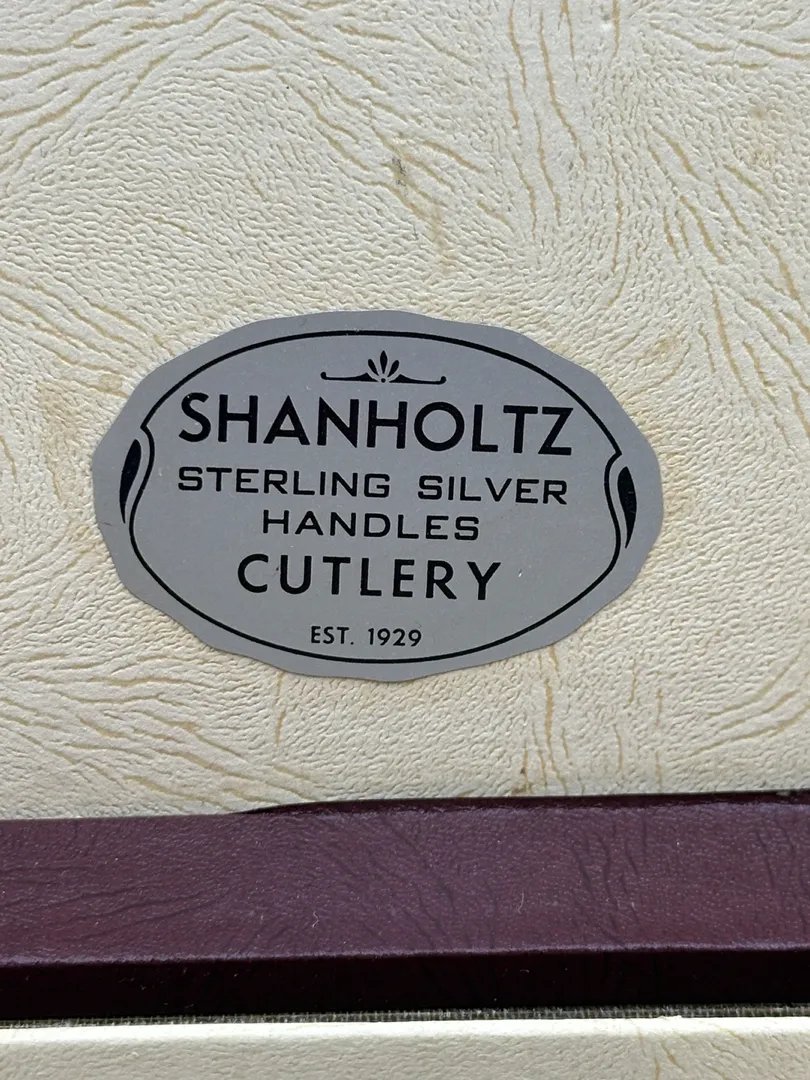 SHANHOLTZ
STERLING SILVER
HANDLES
CUTLERY
EST. 1929